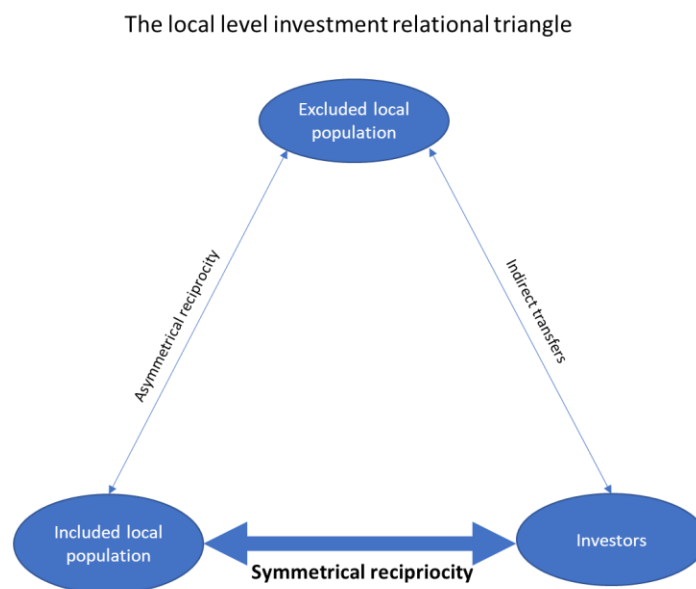 The local level investment relational triangle
Excluded local
population
Asymmetrical reciprocity
Indirect transfers
Included local
population
Investors
Symmetrical recipriocity